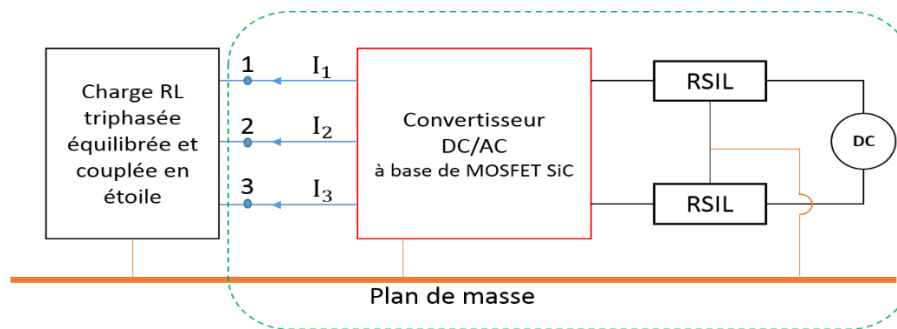 Charge RL
triphasée
équilibrée et
couplée en
étoile
1
I₁
2
I₂
3
I₃
Convertisseur
DC/AC
à base de MOSFET SiC
RSIL
RSIL
DC
Plan de masse